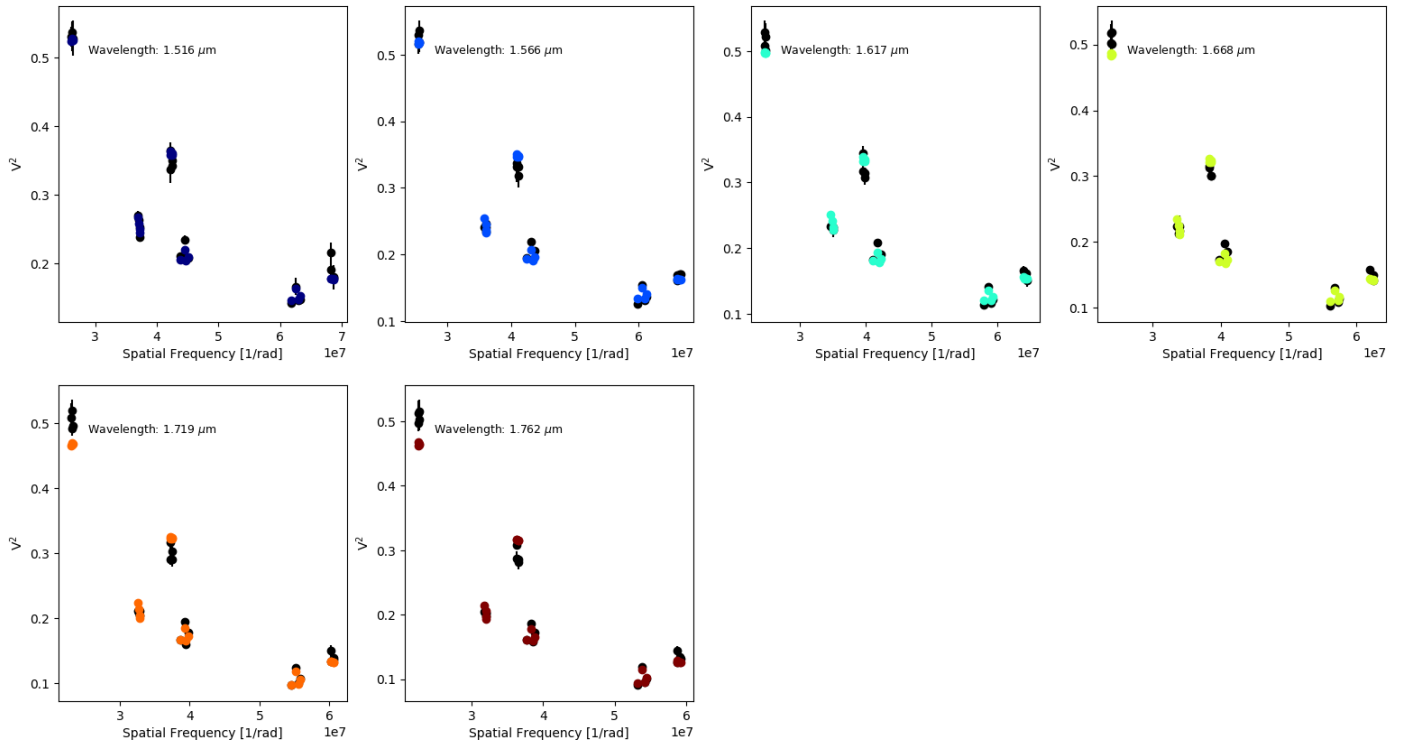 0.5
0.4
0.3
0.2
V²
Wavelength: 1.516 μm
3
4
5
6
7
Spatial Frequency [1/rad]
1e7
0.5
0.4
0.3
0.2
0.1
V²
Wavelength: 1.566 μm
3
4
5
6
Spatial Frequency [1/rad]
1e7
0.5
0.4
0.3
0.2
0.1
V²
Wavelength: 1.617 μm
3
4
5
6
Spatial Frequency [1/rad]
1e7
0.5
0.4
0.3
0.2
0.1
V²
Wavelength: 1.668 μm
3
4
5
6
Spatial Frequency [1/rad]
1e7
0.5
0.4
0.3
0.2
0.1
V²
Wavelength: 1.719 μm
3
4
5
6
Spatial Frequency [1/rad]
1e7
0.5
0.4
0.3
0.2
0.1
V²
Wavelength: 1.762 μm
3
4
5
6
Spatial Frequency [1/rad]
1e7